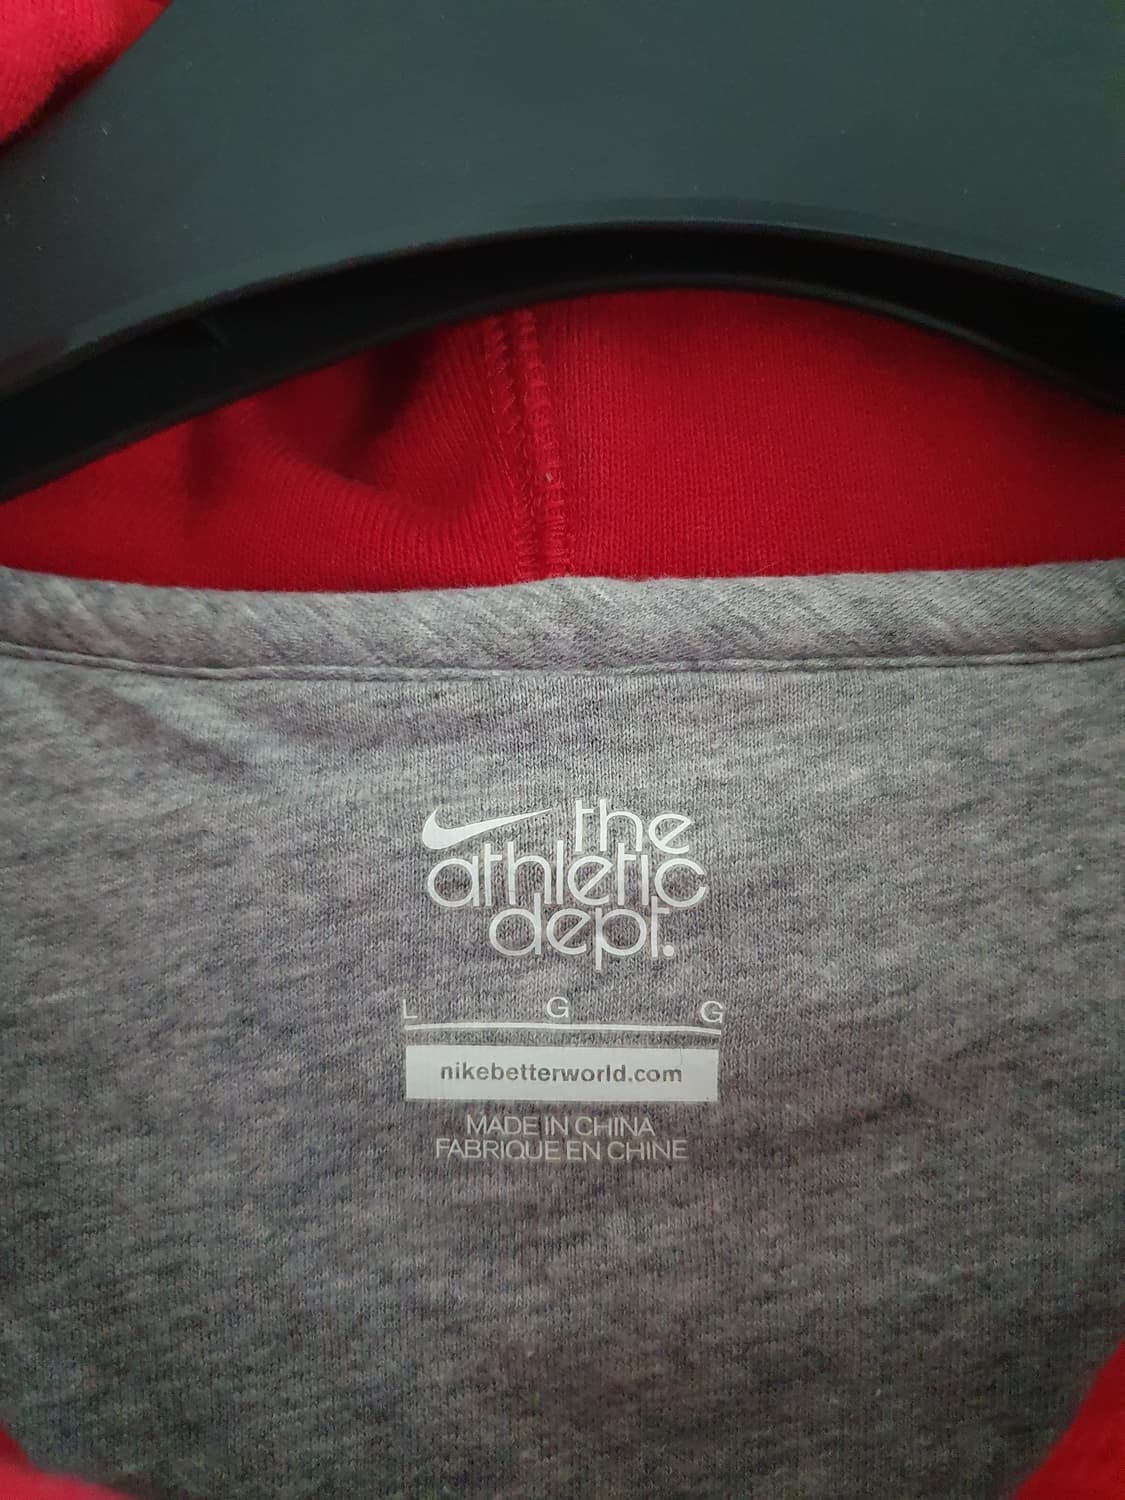 the
athletic
dept.
L G G
nikebetterworld.com
MADE IN CHINA
FABRIQUE EN CHINE